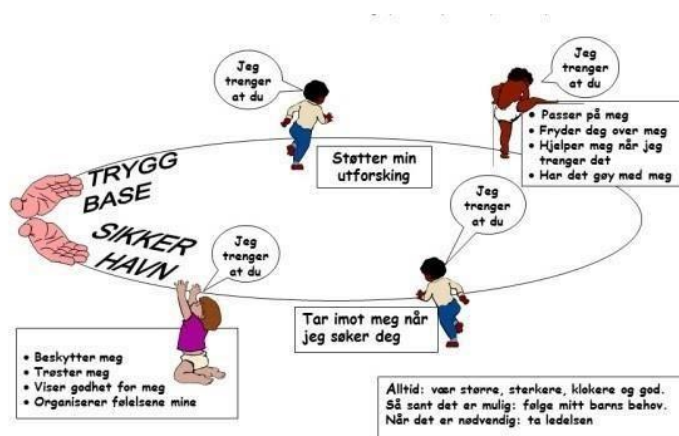 Jeg
trenger
at du
Jeg
trenger
at du
• Passer på meg
• Fryder deg over meg
• Hjelper meg når jeg
trenger det
• Har det gøy med meg
Støtter min
utforsking
TRYGG
BASE
SIKKER
HAVN
Jeg
trenger
at du
Jeg
trenger
at du
Tar imot meg når
jeg søker deg
• Beskytter meg
• Trøster meg
• Viser godhet for meg
• Organiserer følelsene mine
Alltid: vær større, sterkere, klokere og god.
Så sant det er mulig: følge mitt barns behov.
Når det er nødvendig: ta ledelsen